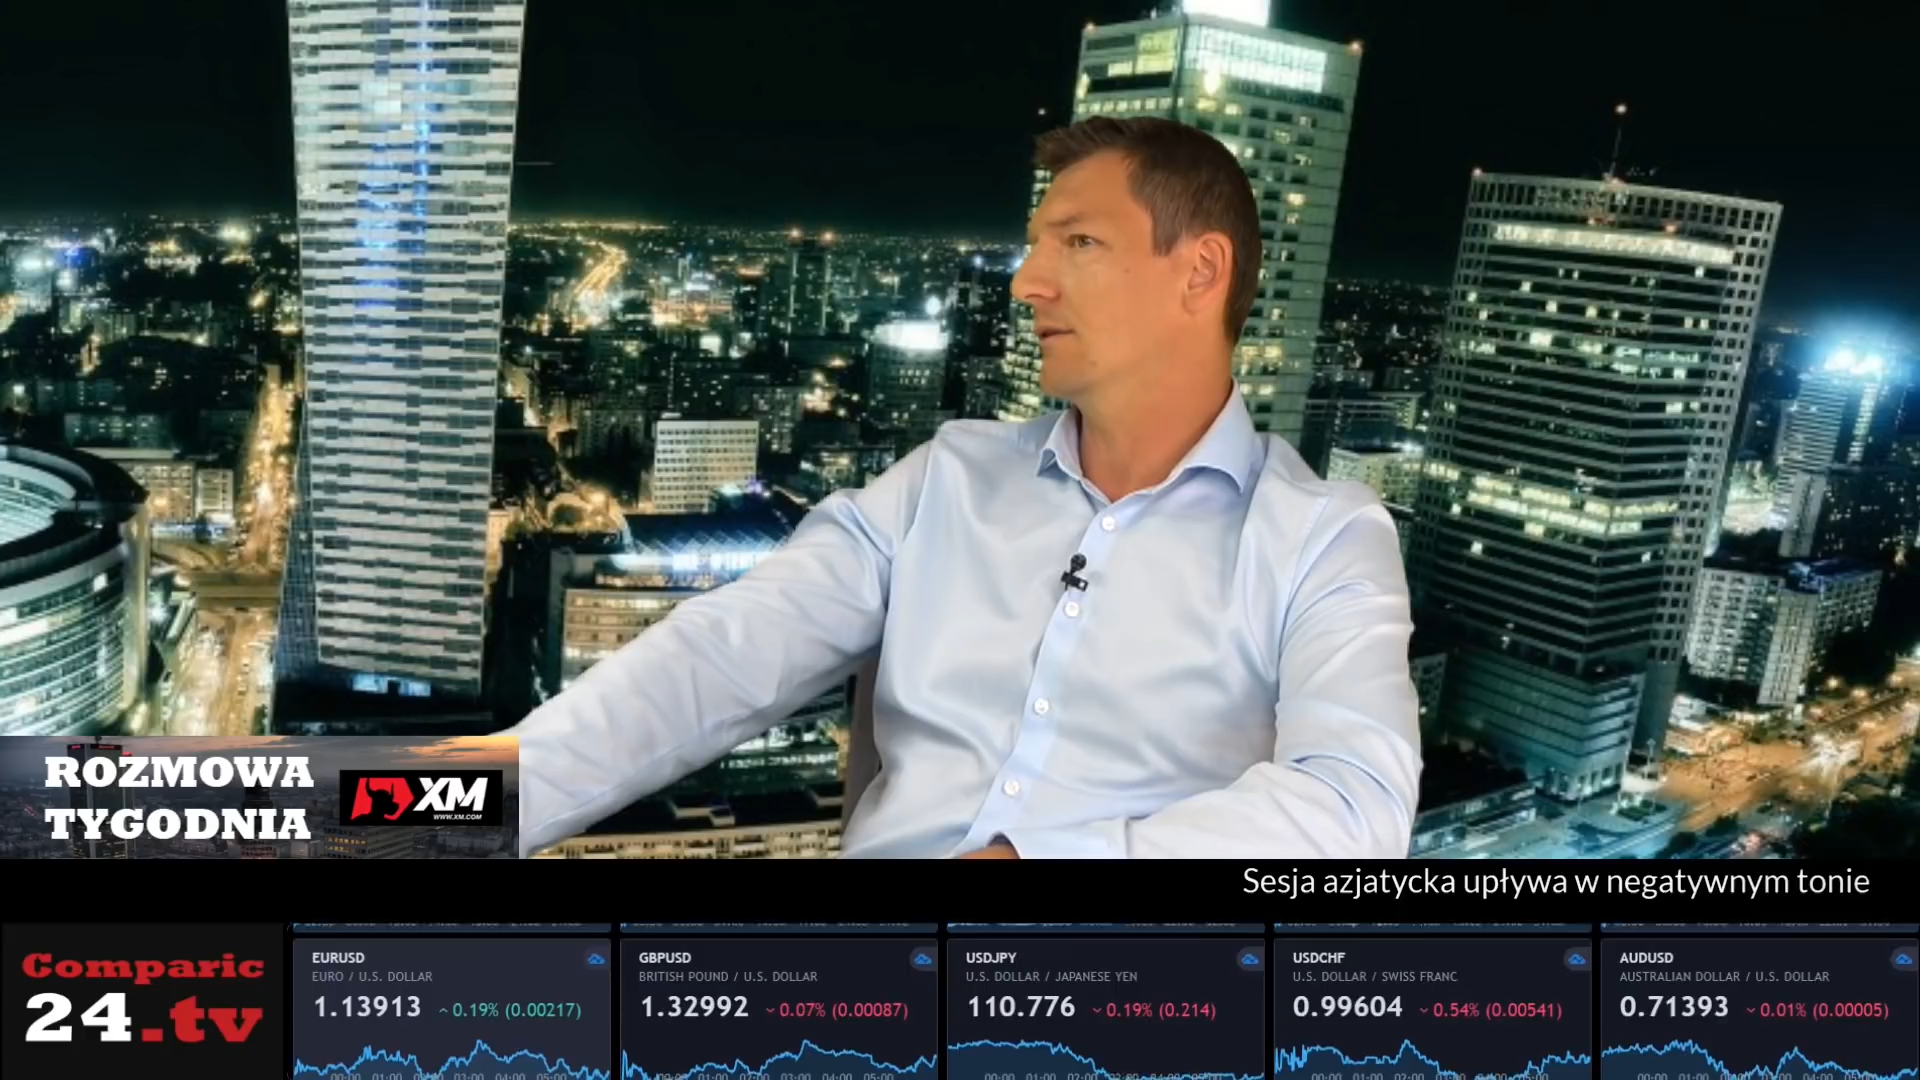 ROZMOWA
TYGODNIA
XM
WWW.XM.COM
Sesja azjatycka upływa w negatywnym tonie
Comparic
24.tv
EURUSD
EURO / U.S. DOLLAR
1.13913 0.19% (0.00217)
GBPUSD
BRITISH POUND / U.S. DOLLAR
1.32992 0.07% (0.00087)
USDJPY
U.S. DOLLAR / JAPANESE YEN
110.776 0.19% (0.214)
USDCHF
U.S. DOLLAR / SWISS FRANC
0.99604 0.54% (0.00541)
AUDUSD
AUSTRALIAN DOLLAR / U.S. DOLLAR
0.71393 0.01% (0.00005)